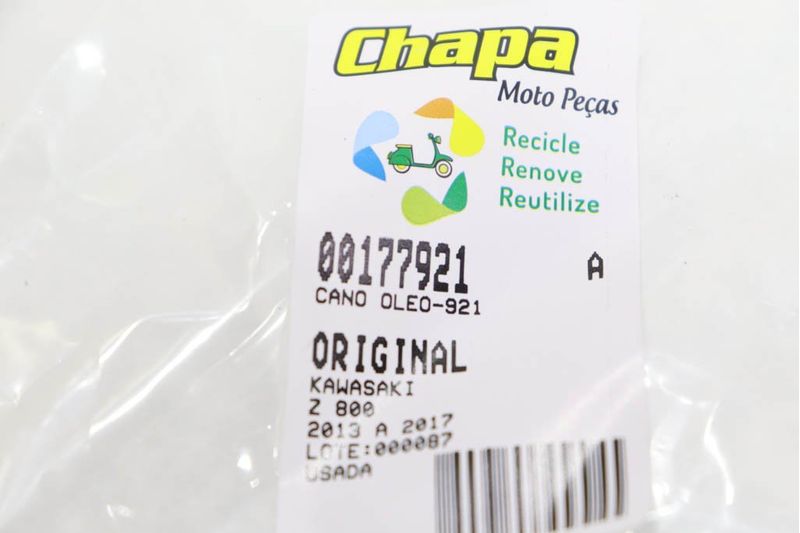 Chapa
Moto Peças
Recicle
Renove
Reutilize
00177921 A
CANO OLEO-921
ORIGINAL
KAWASAKI
Z 800
2013 A 2017
LOTE:000087
USADA